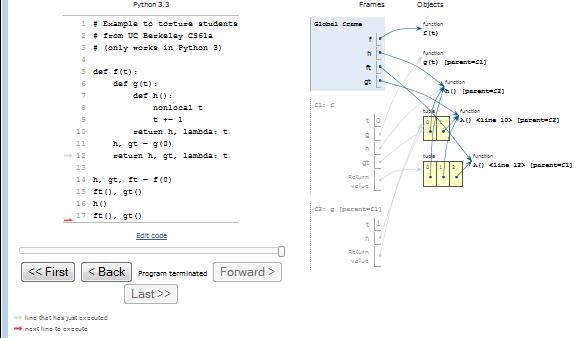 Python 3.3
1 # Example to torture students
2 # from UC Berkeley CS61a
3 # (only works in Python 3)
4
5 def f(t):
6 def g(t):
7 def h():
8 nonlocal t
9 t += 1
10 return h, lambda: t
11 h, gt = g(0)
12 return h, gt, lambda: t
13
14 h, gt, ft = f(0)
15 ft(), gt()
16 h()
17 ft(), gt()
Edit code
<< First
< Back
Program terminated
Forward >
Last >>
line that has just executed
next line to execute
Frames
Objects
Global frame
f
h
ft
gt
f1: f
t 0
g
h
gt
Return
value
f2: g [parent=f1]
t 1
h
Return
value
function
f(t)
function
g(t) [parent=f1]
function
h() [parent=f2]
function
λ() <line 10> [parent=f2]
tuple
0 1
function
λ() <line 12> [parent=f1]
tuple
0 1 2